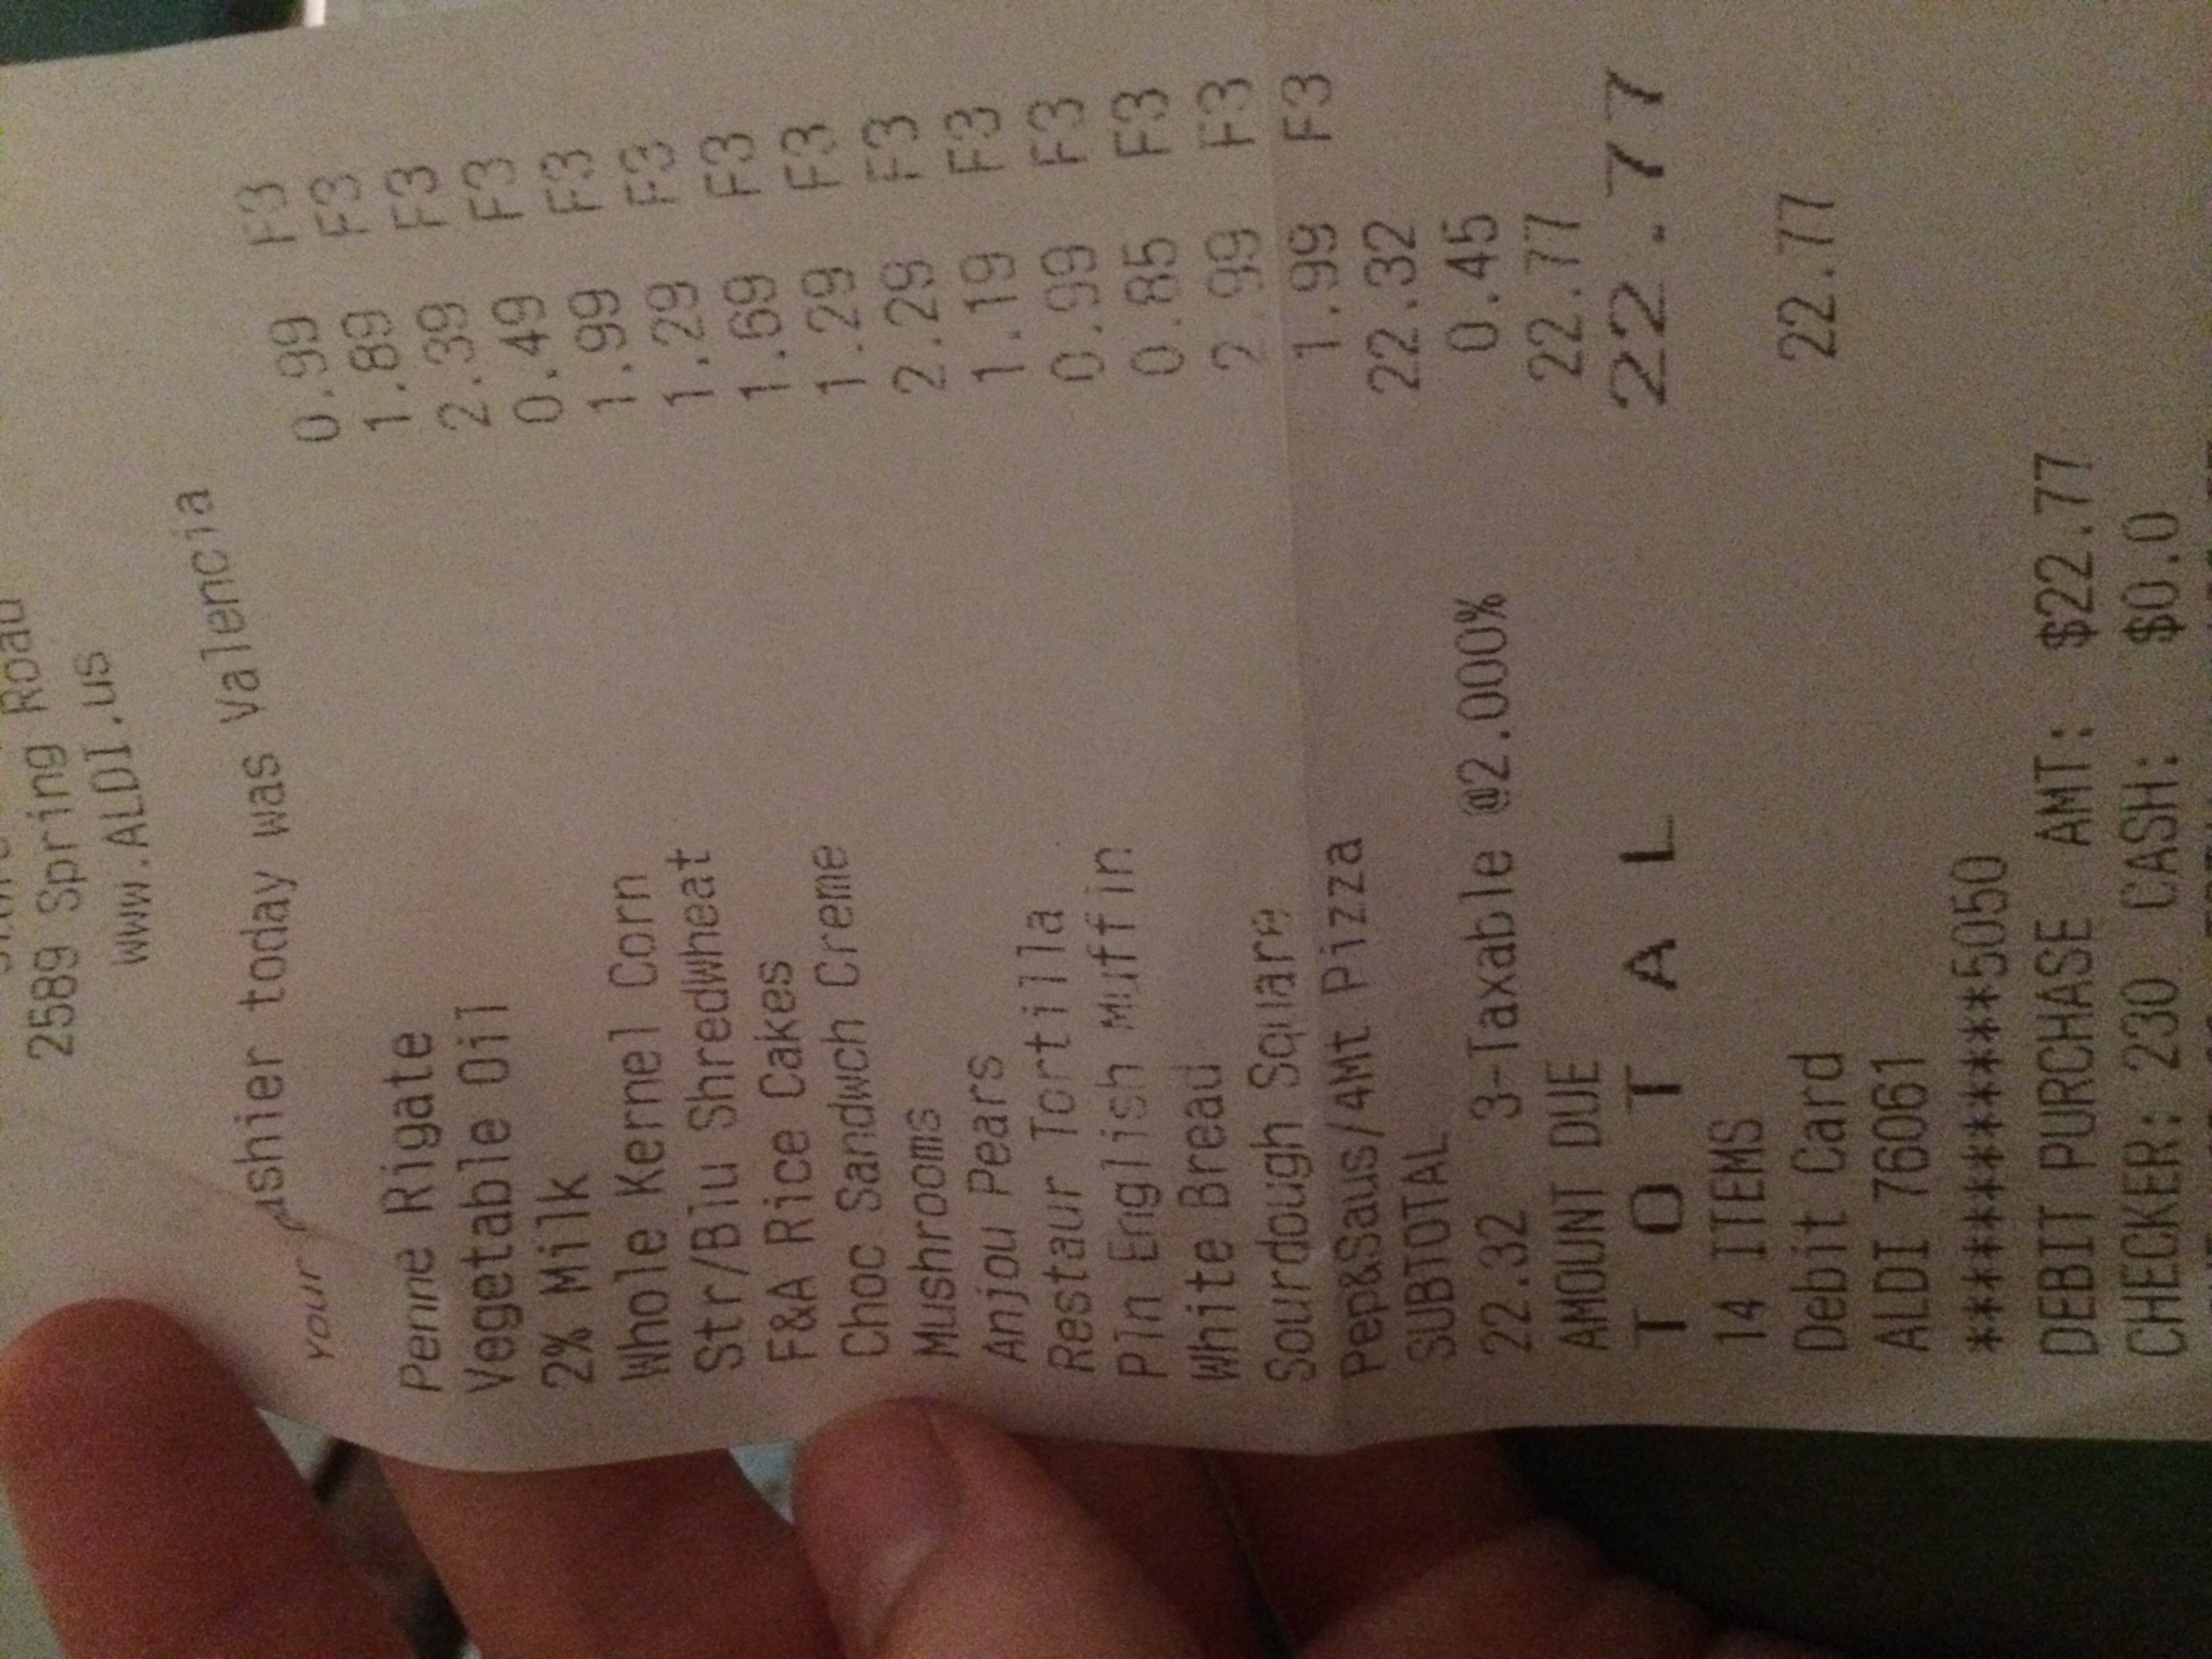 2589 Spring Road
www.ALDI.us
Your ashier today was Valencia
Penne Rigate 0.99 F3
Vegetable Oil 1.89 F3
2% Milk 2.39 F3
Whole Kernel Corn 0.49 F3
Str/Blu ShredWheat 1.99 F3
F&A Rice Cakes 1.29 F3
Choc Sandwch Creme 1.69 F3
Mushrooms 1.29 F3
Anjou Pears 2.29 F3
Restaur Tortilla 1.19 F3
Pln English Muffin 0.99 F3
White Bread 0.85 F3
Sourdough Square 2.99 F3
Pep&Saus/4Mt Pizza 1.99 F3
SUBTOTAL 22.32
22.32 3-Taxable @2.000% 0.45
AMOUNT DUE 22.77
T O T A L 22.77
14 ITEMS
Debit Card 22.77
ALDI 76061
************5050
DEBIT PURCHASE AMT: $22.77
CHECKER: 230 CASH: $0.0